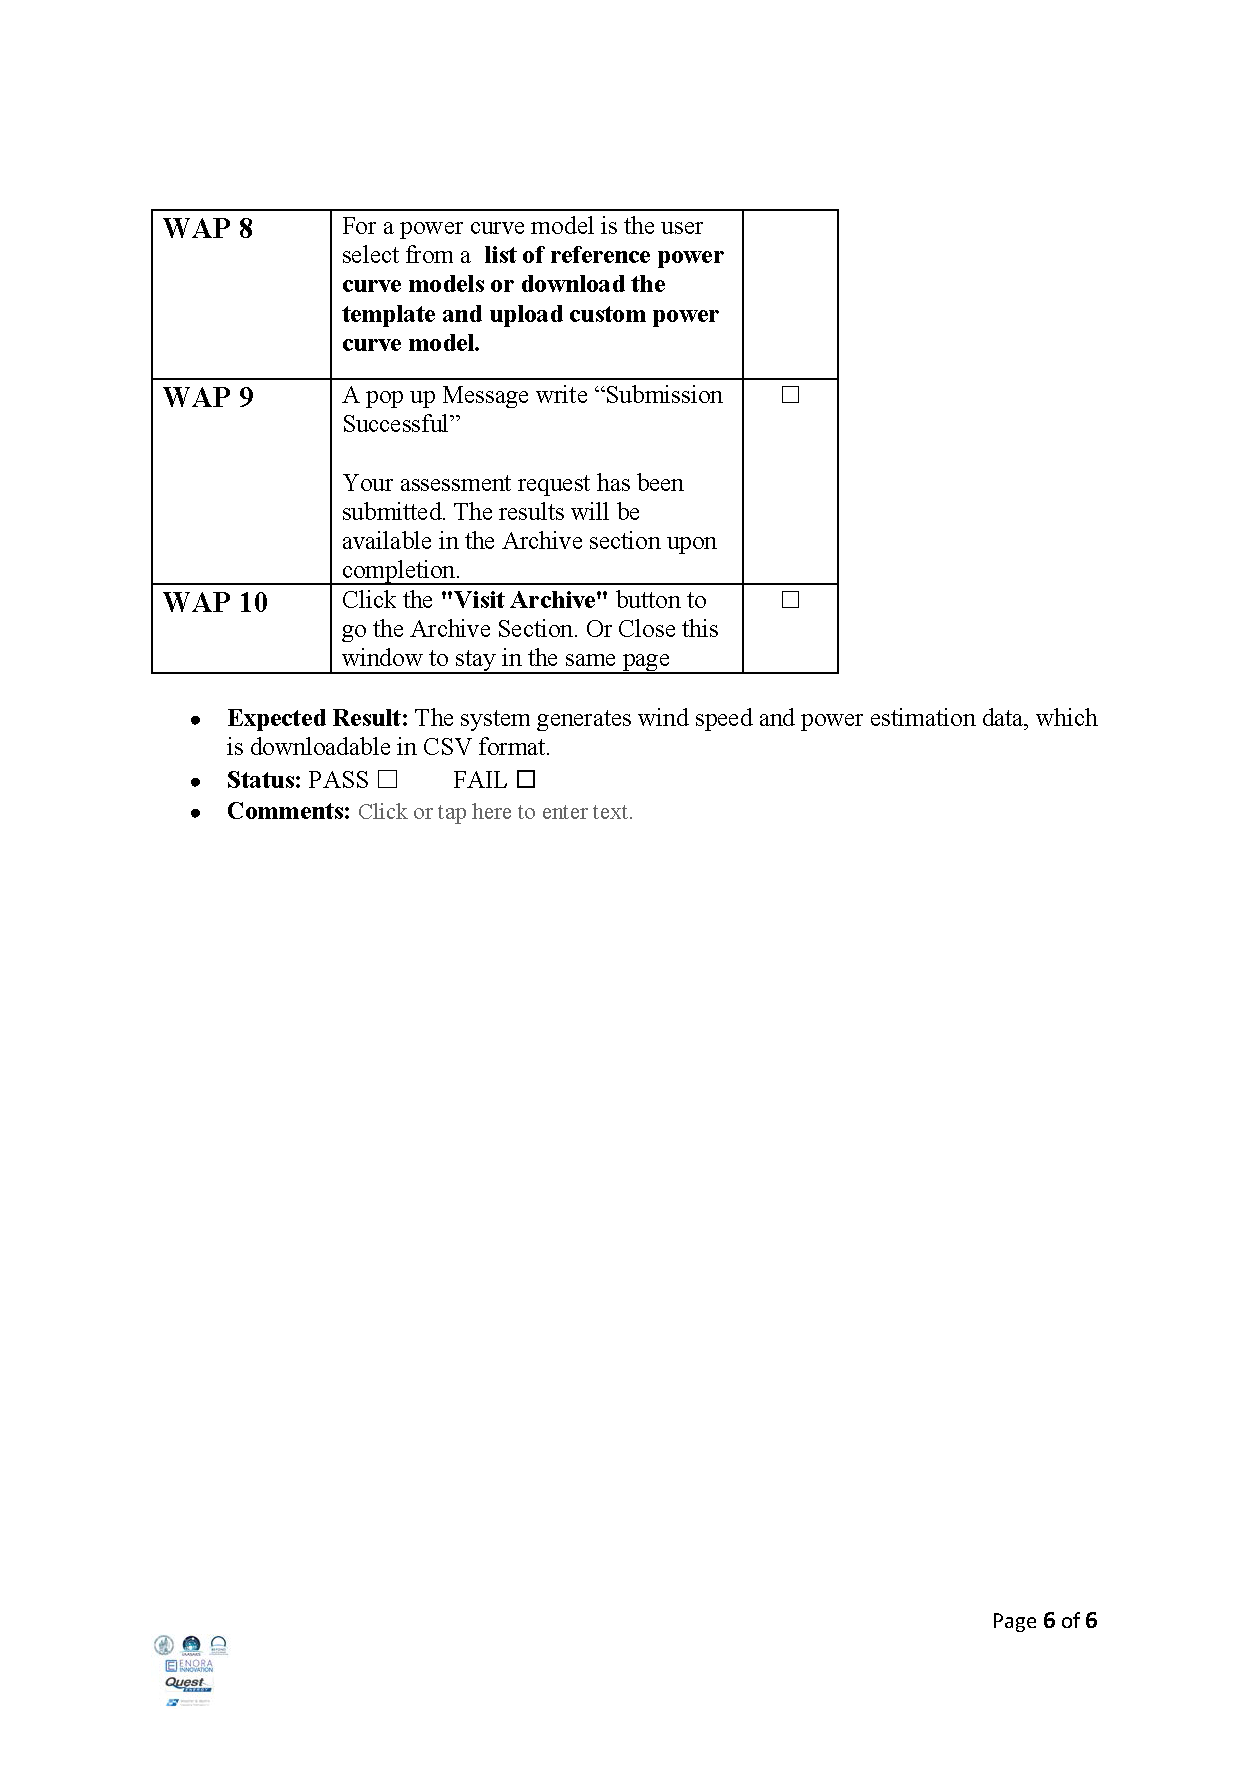 WAP 8
For a power curve model is the user
select from a list of reference power
curve models or download the
template and upload custom power
curve model.
WAP 9
A pop up Message write “Submission
Successful”
Your assessment request has been
submitted. The results will be
available in the Archive section upon
completion.
☐
WAP 10
Click the "Visit Archive" button to
go the Archive Section. Or Close this
window to stay in the same page
☐
● Expected Result: The system generates wind speed and power estimation data, which
is downloadable in CSV format.
● Status: PASS ☐ FAIL ☐
● Comments: Click or tap here to enter text.
Page 6 of 6
ENORA
INNOVATION
Quest
ENERGY